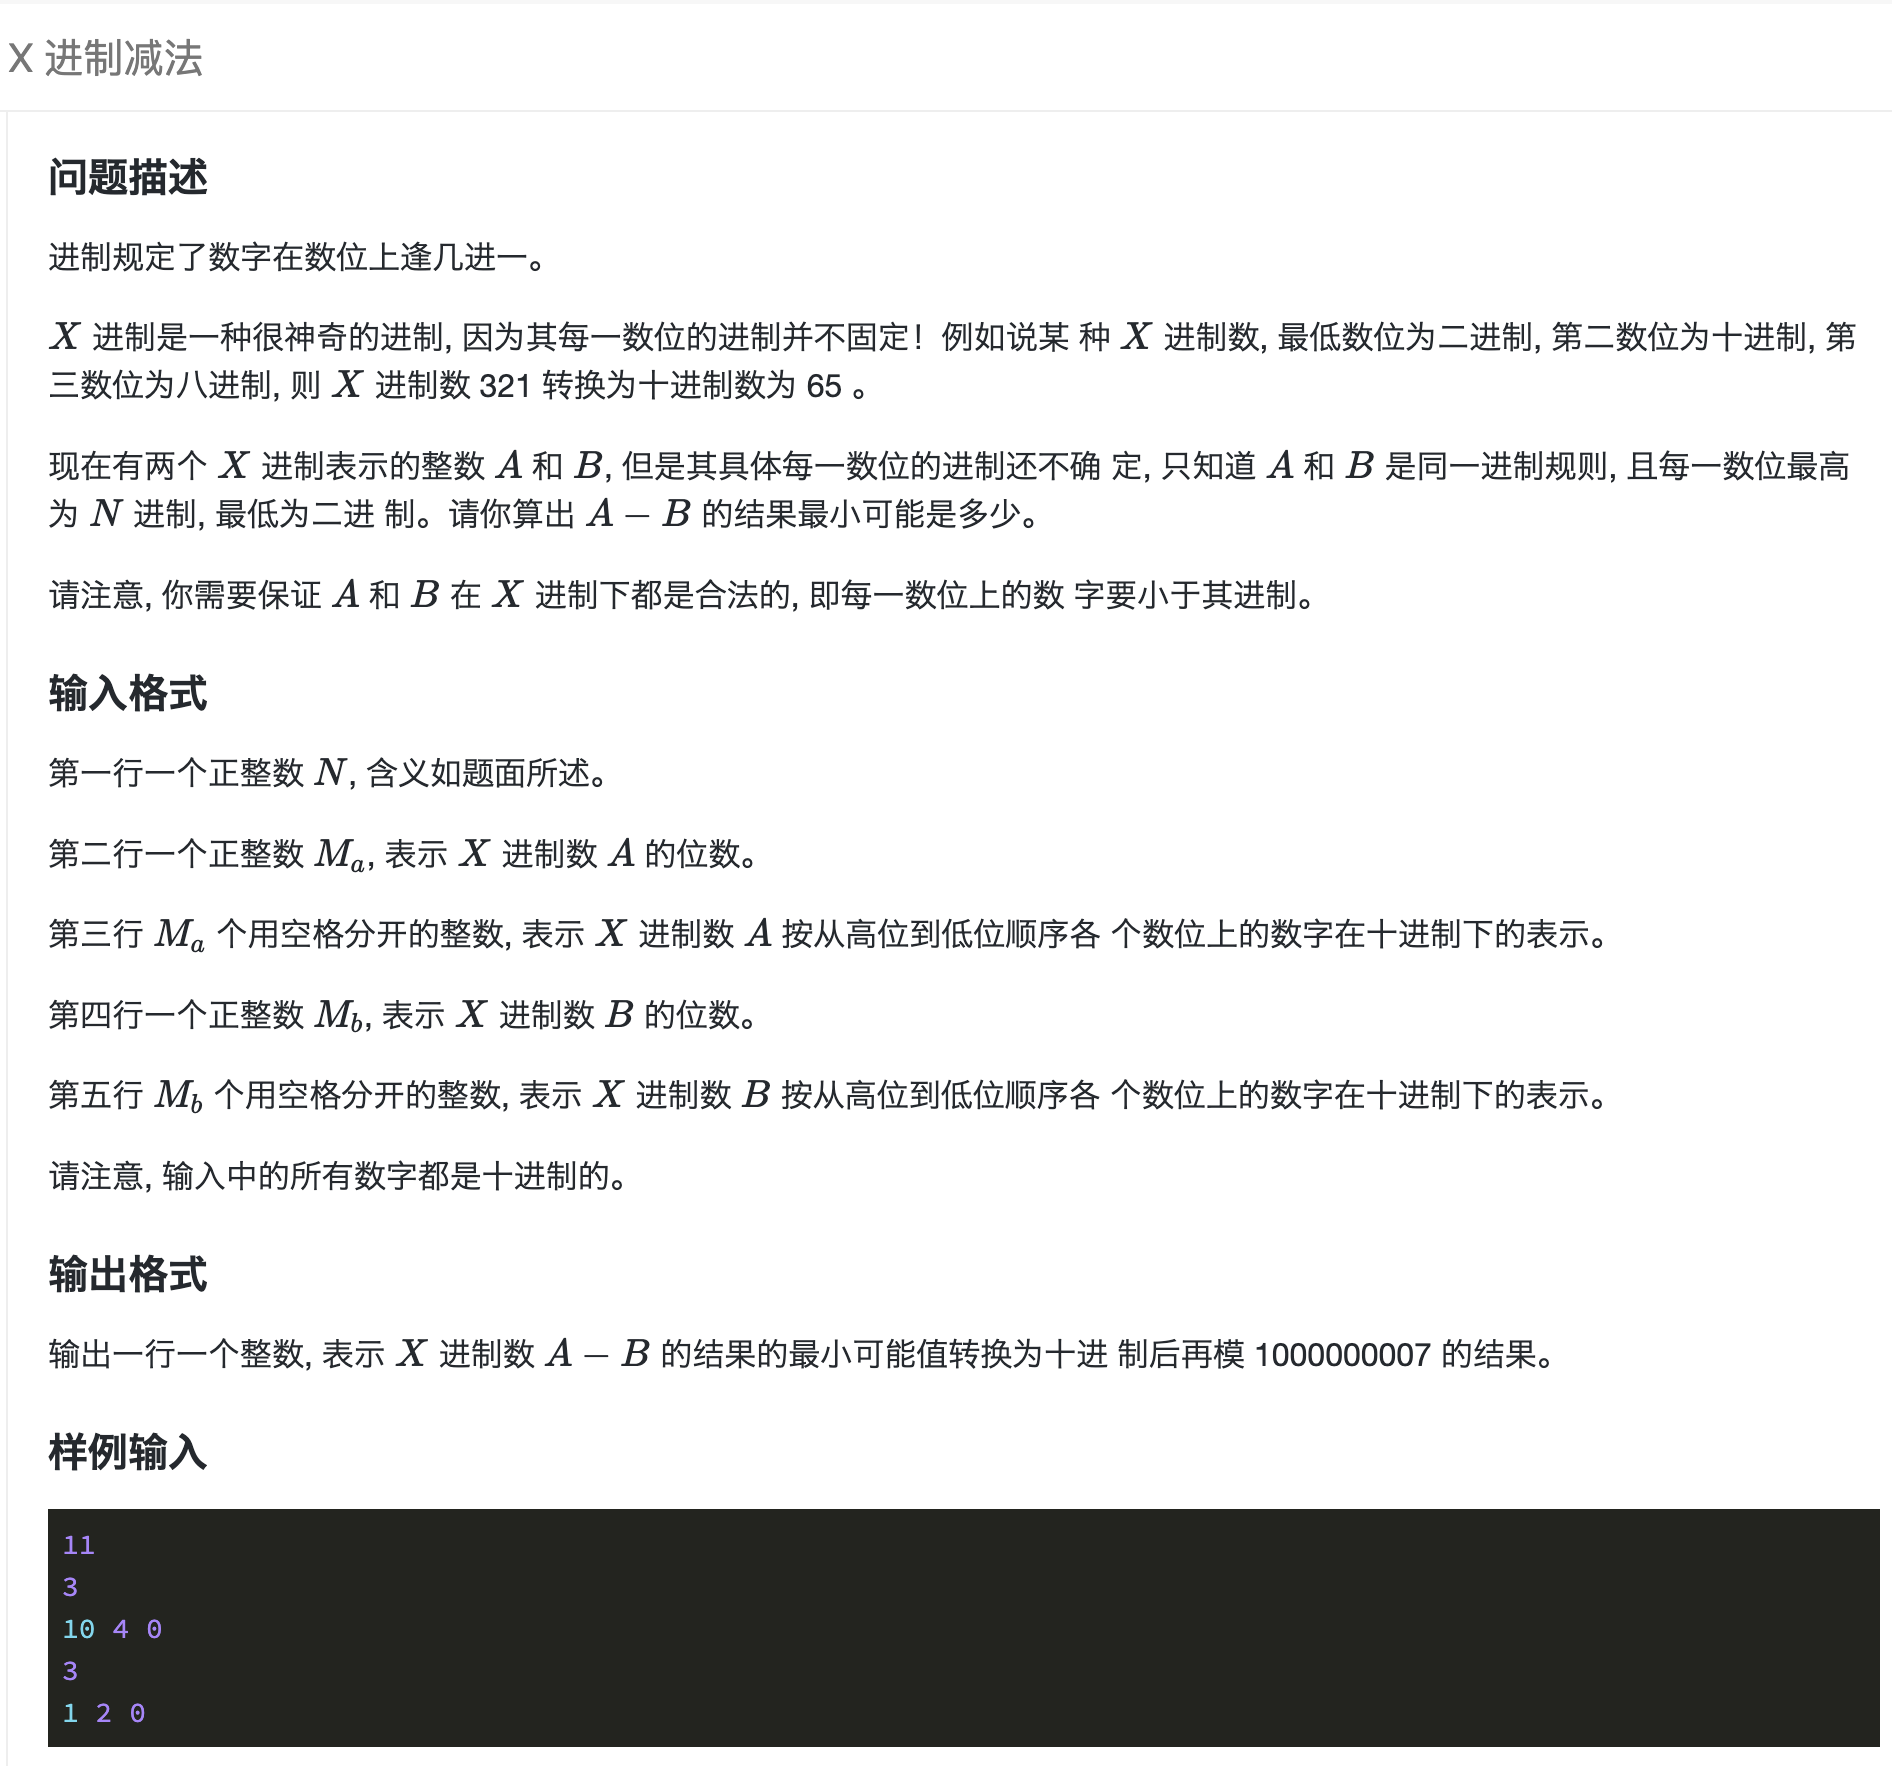 X 进制减法
问题描述
进制规定了数字在数位上逢几进一。
X 进制是一种很神奇的进制, 因为其每一数位的进制并不固定！例如说某 种 X 进制数, 最低数位为二进制, 第二数位为十进制, 第
三数位为八进制, 则 X 进制数 321 转换为十进制数为 65 。
现在有两个 X 进制表示的整数 A 和 B, 但是其具体每一数位的进制还不确 定, 只知道 A 和 B 是同一进制规则, 且每一数位最高
为 N 进制, 最低为二进 制。请你算出 A − B 的结果最小可能是多少。
请注意, 你需要保证 A 和 B 在 X 进制下都是合法的, 即每一数位上的数 字要小于其进制。
输入格式
第一行一个正整数 N, 含义如题面所述。
第二行一个正整数 Mₐ, 表示 X 进制数 A 的位数。
第三行 Mₐ 个用空格分开的整数, 表示 X 进制数 A 按从高位到低位顺序各 个数位上的数字在十进制下的表示。
第四行一个正整数 M_b, 表示 X 进制数 B 的位数。
第五行 M_b 个用空格分开的整数, 表示 X 进制数 B 按从高位到低位顺序各 个数位上的数字在十进制下的表示。
请注意, 输入中的所有数字都是十进制的。
输出格式
输出一行一个整数, 表示 X 进制数 A − B 的结果的最小可能值转换为十进 制后再模 1000000007 的结果。
样例输入
11
3
10 4 0
3
1 2 0